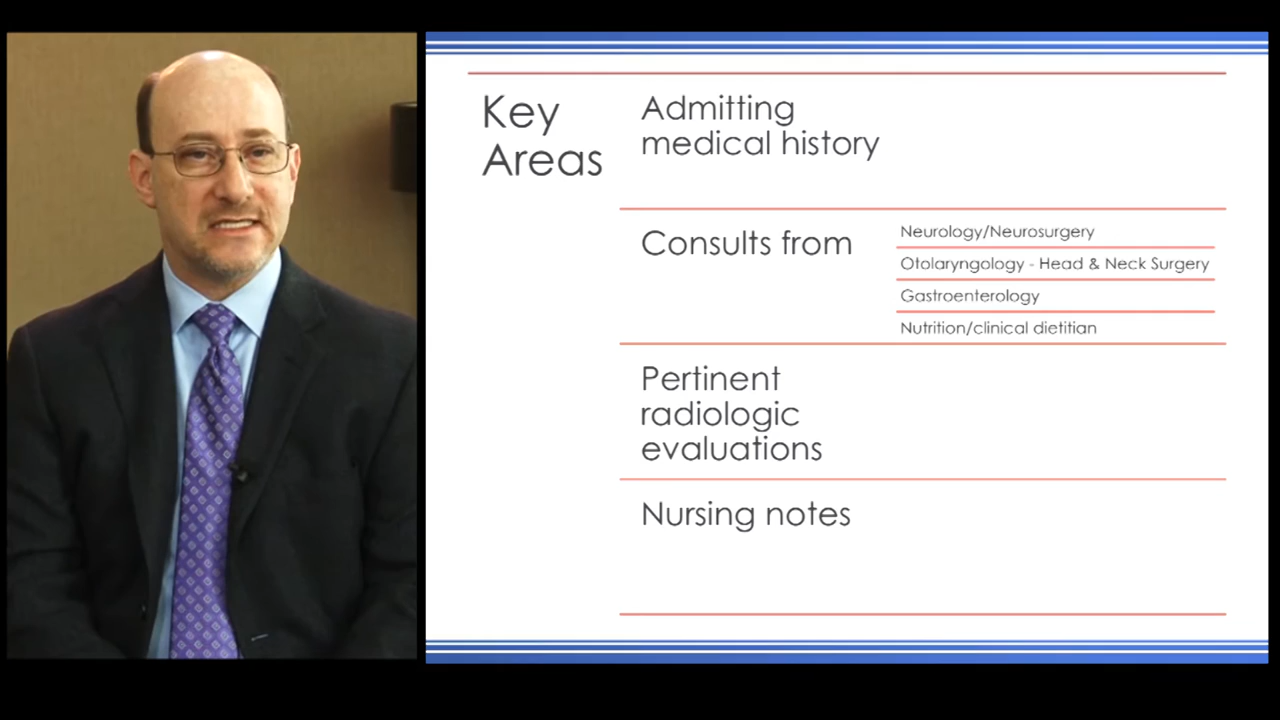 Key
Areas
Admitting
medical history
Consults from
Neurology/Neurosurgery
Otolaryngology - Head & Neck Surgery
Gastroenterology
Nutrition/clinical dietitian
Pertinent
radiologic
evaluations
Nursing notes